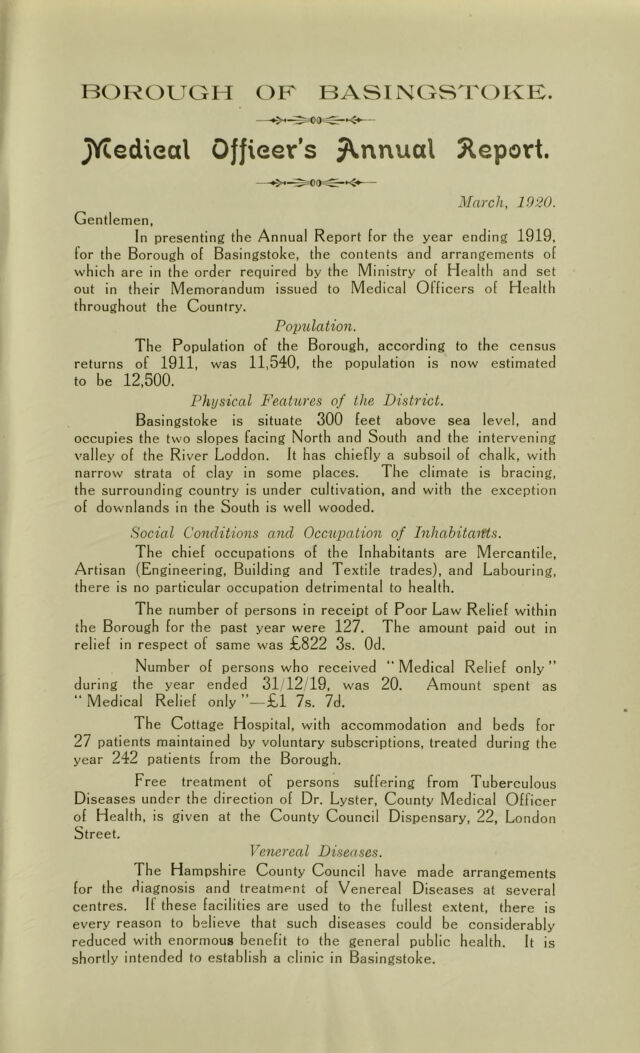 BOROUGH OF BASINGSTOKE.
Medical Officer's Annual Report.
March, 1920.
Gentlemen,
In presenting the Annual Report for the year ending 1919,
for the Borough of Basingstoke, the contents and arrangements of
which are in the order required by the Ministry of Health and set
out in their Memorandum issued to Medical Officers of Health
throughout the Country.
Population.
The Population of the Borough, according to the census
returns of 1911, was 11,540, the population is now estimated
to be 12,500.
Physical Features of the District.
Basingstoke is situate 300 feet above sea level, and
occupies the two slopes facing North and South and the intervening
valley of the River Loddon. It has chiefly a subsoil of chalk, with
narrow strata of clay in some places. The climate is bracing,
the surrounding country is under cultivation, and with the exception
of downlands in the South is well wooded.
Social Conditions and Occupation of Inhabitants.
The chief occupations of the Inhabitants are Mercantile,
Artisan (Engineering, Building and Textile trades), and Labouring,
there is no particular occupation detrimental to health.
The number of persons in receipt of Poor Law Relief within
the Borough for the past year were 127. The amount paid out in
relief in respect of same was £822 3s. 0d.
Number of persons who received "Medical Relief only"
during the year ended 31/12/19, was 20. Amount spent as
"Medical Relief only"—£1 7s. 7d.
The Cottage Hospital, with accommodation and beds for
27 patients maintained by voluntary subscriptions, treated during the
year 242 patients from the Borough.
Free treatment of persons suffering from Tuberculous
Diseases under the direction of Dr. Lyster, County Medical Officer
of Health, is given at the County Council Dispensary, 22, London
Street.
Venereal Diseases.
The Hampshire County Council have made arrangements
for the diagnosis and treatment of Venereal Diseases at several
centres. If these facilities are used to the fullest extent, there is
every reason to believe that such diseases could be considerably
reduced with enormous benefit to the general public health. It is
shortly intended to establish a clinic in Basingstoke.